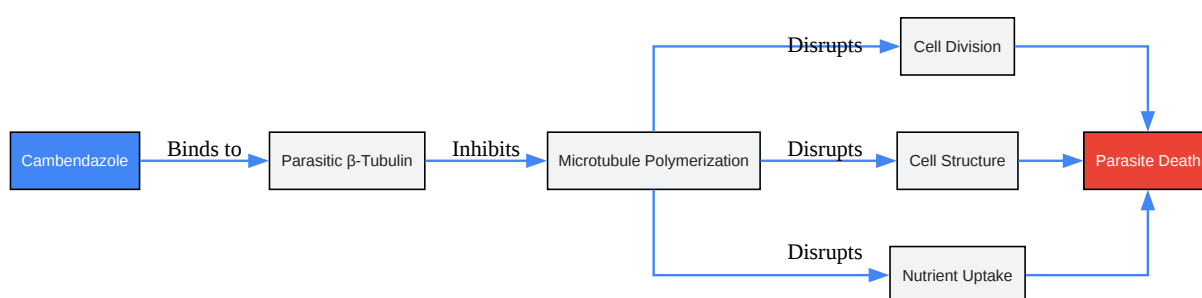 Disrupts
Cell Division
Cambendazole
Binds to
Parasitic β-Tubulin
Inhibits
Microtubule Polymerization
Disrupts
Cell Structure
Parasite Death
Disrupts
Nutrient Uptake